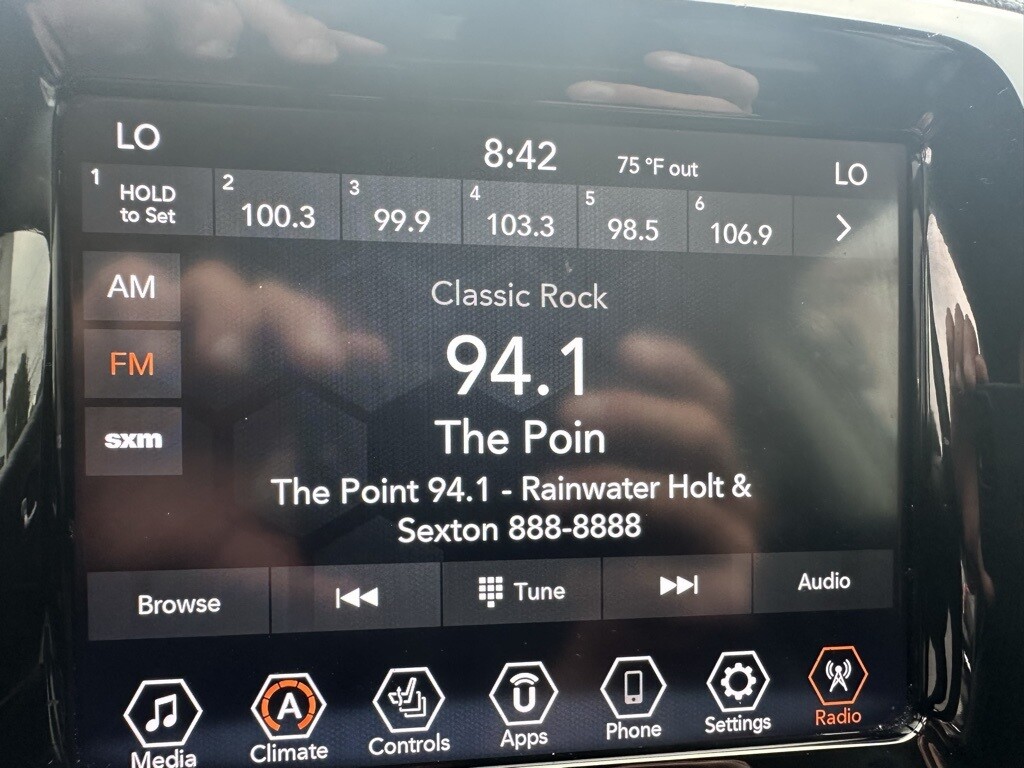 LO 8:42 75 °F out LO
1 HOLD to Set 2 100.3 3 99.9 4 103.3 5 98.5 6 106.9
AM
Classic Rock
FM
94.1
sxm
The Poin
The Point 94.1 - Rainwater Holt &
Sexton 888-8888
Browse Tune Audio
Media Climate Controls Apps Phone Settings Radio
A
U